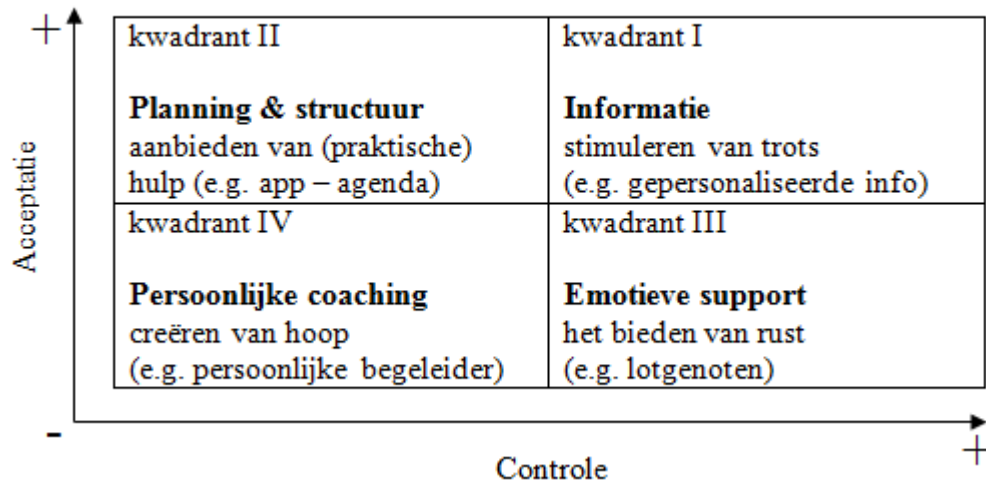 +
Acceptatie
-
kwadrant II
Planning & structuur
aanbieden van (praktische)
hulp (e.g. app – agenda)
kwadrant I
Informatie
stimuleren van trots
(e.g. gepersonaliseerde info)
kwadrant IV
Persoonlijke coaching
creëren van hoop
(e.g. persoonlijke begeleider)
kwadrant III
Emotieve support
het bieden van rust
(e.g. lotgenoten)
Controle
+